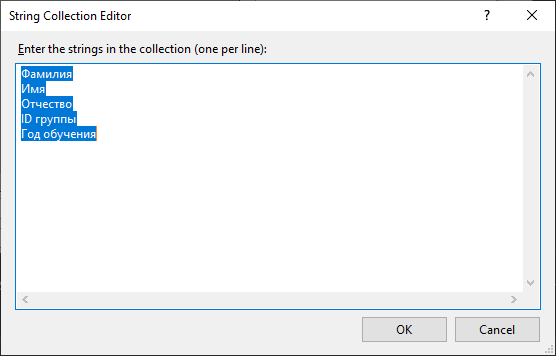 String Collection Editor
?
Enter the strings in the collection (one per line):
Фамилия
Имя
Отчество
ID группы
Год обучения
OK
Cancel